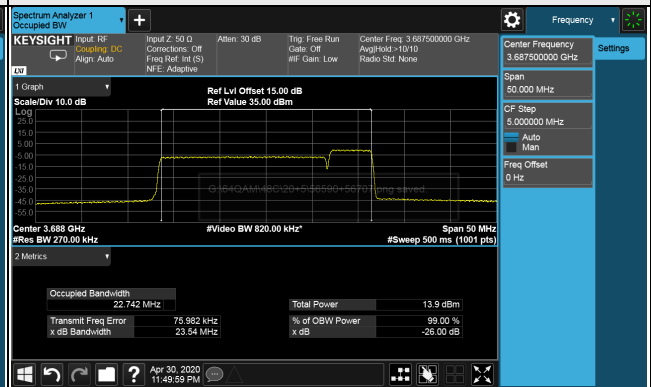 Spectrum Analyzer 1
Occupied BW
Frequency
KEYSIGHT
Input: RF
Coupling: DC
Align: Auto
Input Z: 50 Ω
Corrections: Off
Freq Ref: Int (S)
NFE: Adaptive
Atten: 30 dB
Trig: Free Run
Gate: Off
#IF Gain: Low
Center Freq: 3.687500000 GHz
Avg|Hold:>10/10
Radio Std: None
LXI
Center Frequency
3.687500000 GHz
Settings
Span
50.000 MHz
CF Step
5.000000 MHz
Auto
Man
Freq Offset
0 Hz
1 Graph
Scale/Div 10.0 dB
Ref Lvl Offset 15.00 dB
Ref Value 35.00 dBm
Log
25.0
15.0
5.00
-5.00
-15.0
-25.0
-35.0
-45.0
-55.0
G:\64QAM\48C\20+5\56590+56707.png saved.
Center 3.688 GHz
#Res BW 270.00 kHz
#Video BW 820.00 kHz*
Span 50 MHz
#Sweep 500 ms (1001 pts)
2 Metrics
Occupied Bandwidth
22.742 MHz
Transmit Freq Error
75.982 kHz
x dB Bandwidth
23.54 MHz
Total Power
13.9 dBm
% of OBW Power
99.00 %
x dB
-26.00 dB
Apr 30, 2020
11:49:59 PM